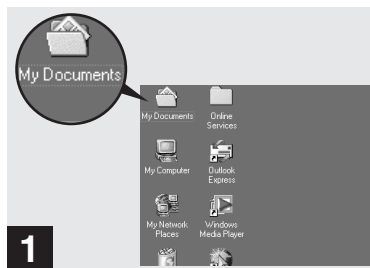 My Documents
My Documents
Online
Services
My Computer
Outlook
Express
My Network
Places
Windows
Media Player
1